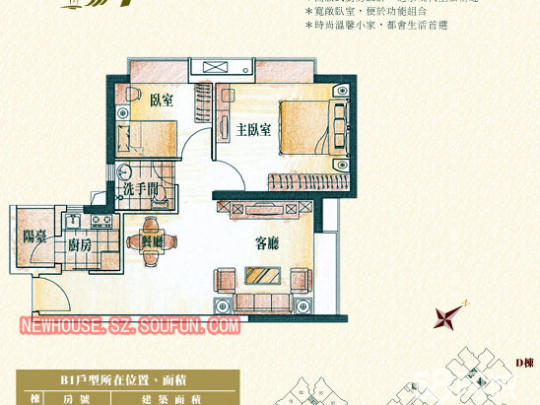 ＊寬敞臥室，便於功能組合
＊時尚溫馨小家，都會生活首選
臥室
主臥室
洗手間
陽臺
廚房
餐廳
客廳
NEWHOUSE.SZ.SOUFUN.COM
D棟
B1戶型所在位置、面積
棟 房號 建築面積